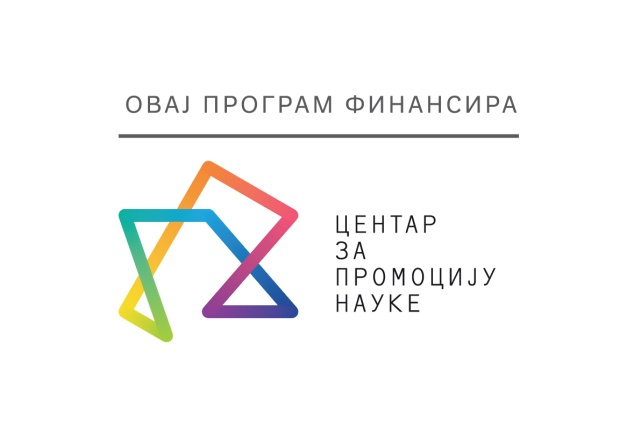 ОВАЈ ПРОГРАМ ФИНАНСИРА
ЦЕНТАР
ЗА
ПРОМОЦИЈУ
НАУКЕ